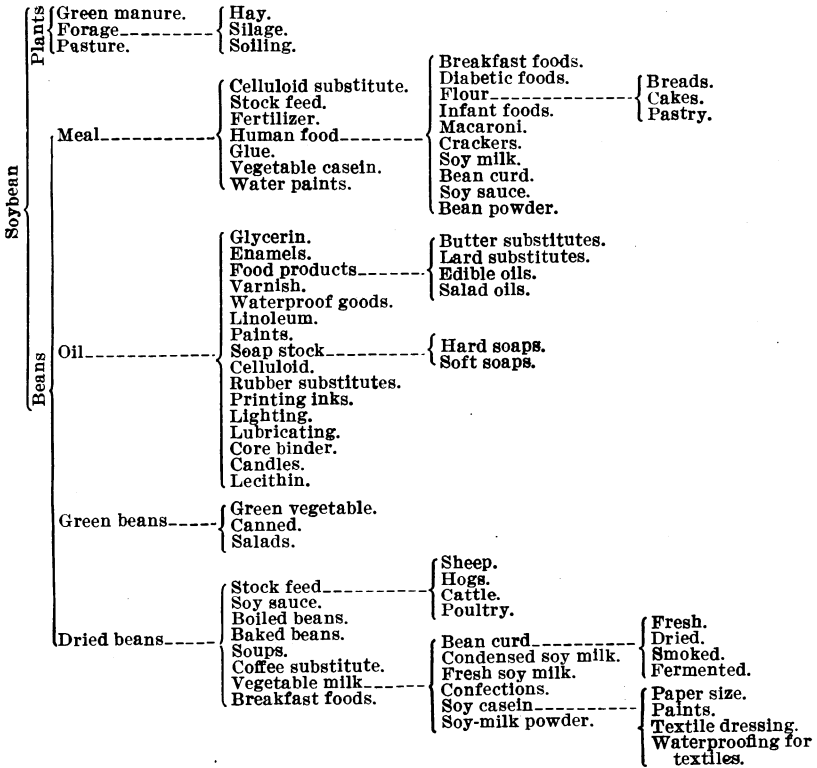 Soybean
Plants
Green manure.
Forage
Pasture.
Hay.
Silage.
Soiling.
Beans
Meal
Celluloid substitute.
Stock feed.
Fertilizer.
Human food
Glue.
Vegetable casein.
Water paints.
Breakfast foods.
Diabetic foods.
Flour
Infant foods.
Macaroni.
Crackers.
Soy milk.
Bean curd.
Soy sauce.
Bean powder.
Breads.
Cakes.
Pastry.
Oil
Glycerin.
Enamels.
Food products
Varnish.
Waterproof goods.
Linoleum.
Paints.
Soap stock
Celluloid.
Rubber substitutes.
Printing inks.
Lighting.
Lubricating.
Core binder.
Candles.
Lecithin.
Butter substitutes.
Lard substitutes.
Edible oils.
Salad oils.
Hard soaps.
Soft soaps.
Green beans
Green vegetable.
Canned.
Salads.
Dried beans
Stock feed
Soy sauce.
Boiled beans.
Baked beans.
Soups.
Coffee substitute.
Vegetable milk
Breakfast foods.
Sheep.
Hogs.
Cattle.
Poultry.
Bean curd
Condensed soy milk.
Fresh soy milk.
Confections.
Soy casein
Soy-milk powder.
Fresh.
Dried.
Smoked.
Fermented.
Paper size.
Paints.
Textile dressing.
Waterproofing for
textiles.